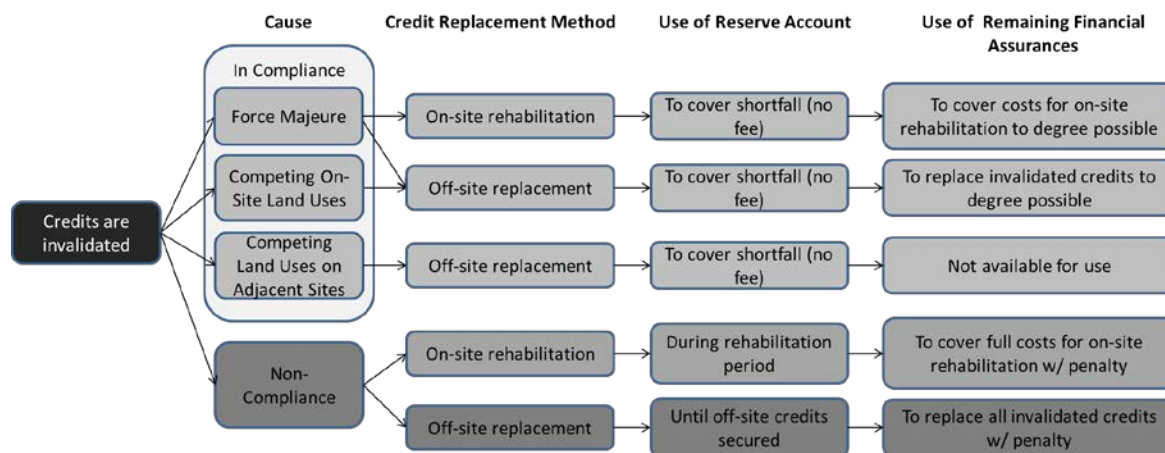 Cause
Credit Replacement Method
Use of Reserve Account
Use of Remaining Financial
Assurances
In Compliance
Force Majeure
On-site rehabilitation
To cover shortfall (no
fee)
To cover costs for on-site
rehabilitation to degree possible
Competing On-
Site Land Uses
Off-site replacement
To cover shortfall (no
fee)
To replace invalidated credits to
degree possible
Credits are
invalidated
Competing
Land Uses on
Adjacent Sites
Off-site replacement
To cover shortfall (no
fee)
Not available for use
Non-
Compliance
On-site rehabilitation
During rehabilitation
period
To cover full costs for on-site
rehabilitation w/ penalty
Off-site replacement
Until off-site credits
secured
To replace all invalidated credits
w/ penalty